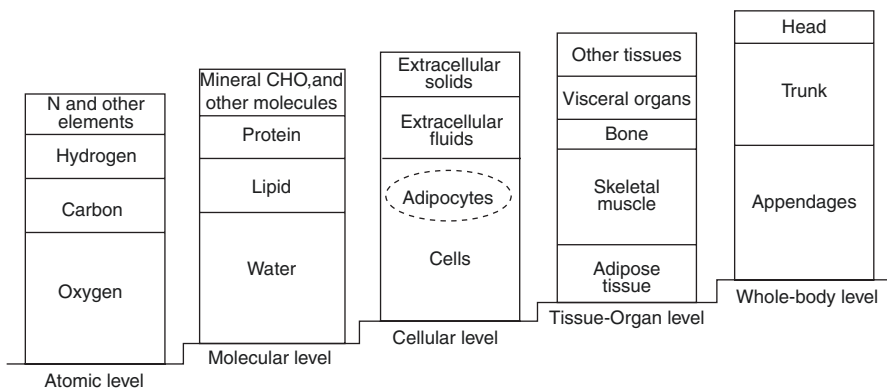 N and other
elements
Hydrogen
Carbon
Oxygen
Atomic level
Mineral CHO,and
other molecules
Protein
Lipid
Water
Molecular level
Extracellular
solids
Extracellular
fluids
Adipocytes
Cells
Cellular level
Other tissues
Visceral organs
Bone
Skeletal
muscle
Adipose
tissue
Tissue-Organ level
Head
Trunk
Appendages
Whole-body level